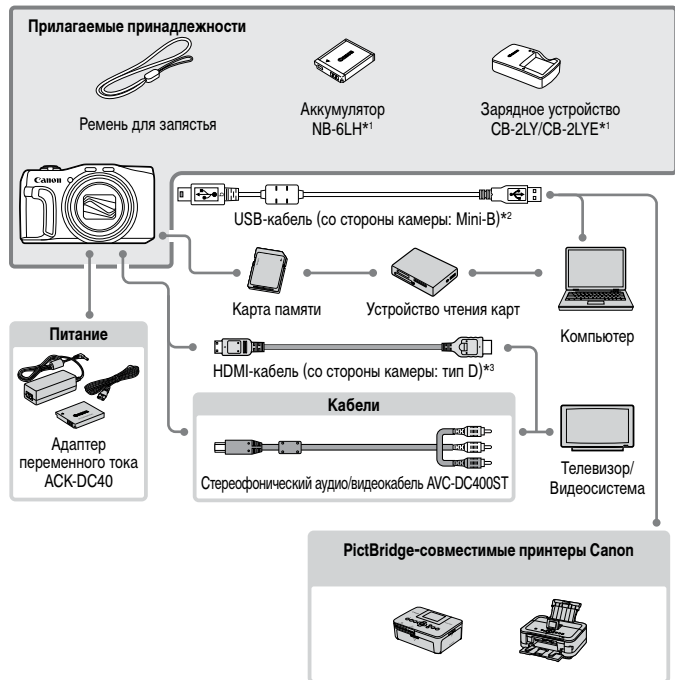 Прилагаемые принадлежности
Ремень для запястья
Аккумулятор
NB-6LH*1
Зарядное устройство
CB-2LY/CB-2LYE*1
Canon
USB-кабель (со стороны камеры: Mini-B)*2
Карта памяти
Устройство чтения карт
Компьютер
Питание
HDMI-кабель (со стороны камеры: тип D)*3
Кабели
Адаптер
переменного тока
ACK-DC40
Стереофонический аудио/видеокабель AVC-DC400ST
Телевизор/
Видеосистема
PictBridge-совместимые принтеры Canon